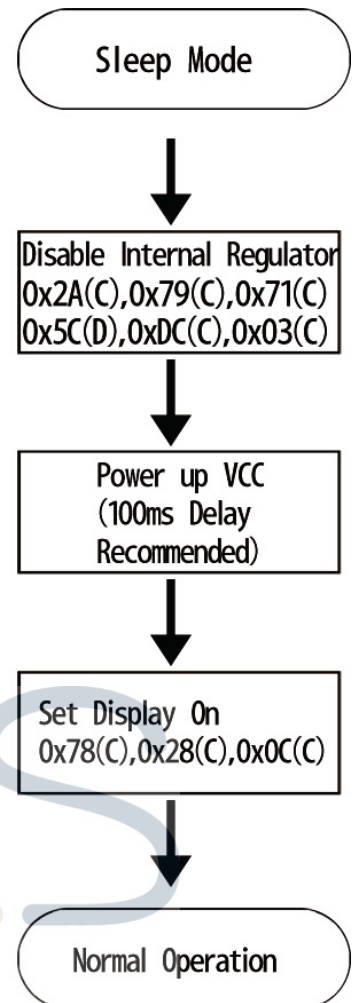 Sleep Mode
Disable Internal Regulator
0x2A(C),0x79(C),0x71(C)
0x5C(D),0xDC(C),0x03(C)
Power up VCC
(100ms Delay
Recommended)
Set Display On
0x78(C),0x28(C),0x0C(C)
Normal Operation